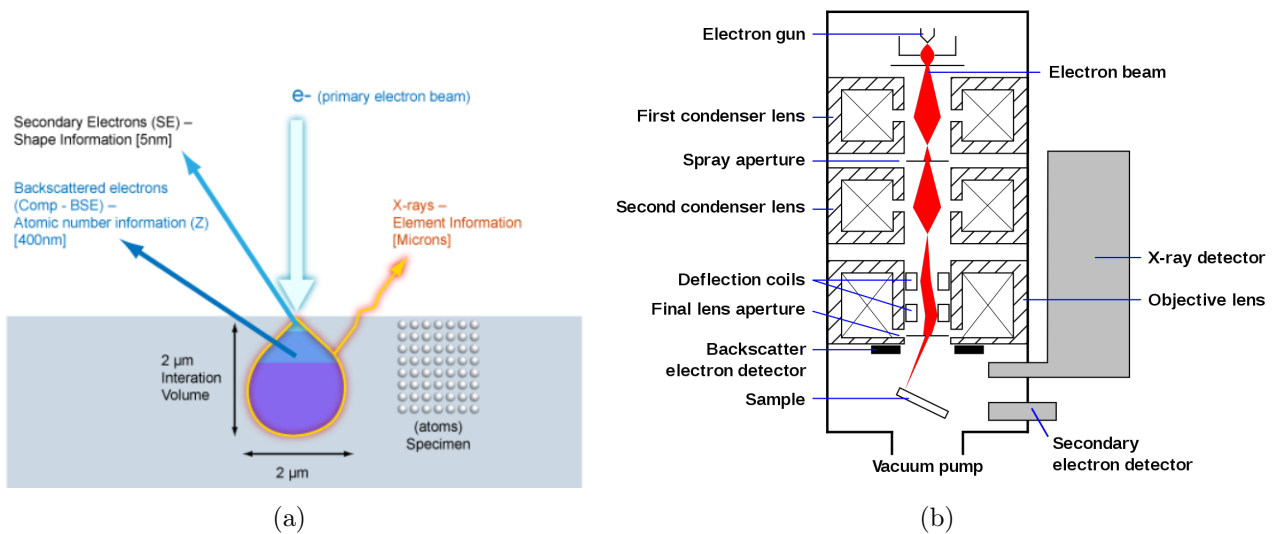 e- (primary electron beam)
Secondary Electrons (SE) –
Shape Information [5nm]
Backscattered electrons
(Comp - BSE) –
Atomic number information (Z)
[400nm]
X-rays –
Element Information
[Microns]
2 µm
Interation
Volume
(atoms)
Specimen
2 µm
(a)
Electron gun
Electron beam
First condenser lens
Spray aperture
Second condenser lens
X-ray detector
Deflection coils
Objective lens
Final lens aperture
Backscatter
electron detector
Sample
Secondary
electron detector
Vacuum pump
(b)